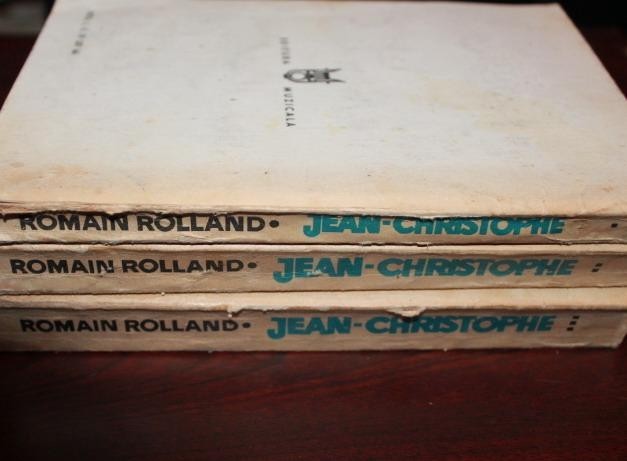 EDITURA MUZICALĂ
ROMAIN ROLLAND • JEAN-CHRISTOPHE •
ROMAIN ROLLAND • JEAN-CHRISTOPHE :
ROMAIN ROLLAND • JEAN-CHRISTOPHE ⋮